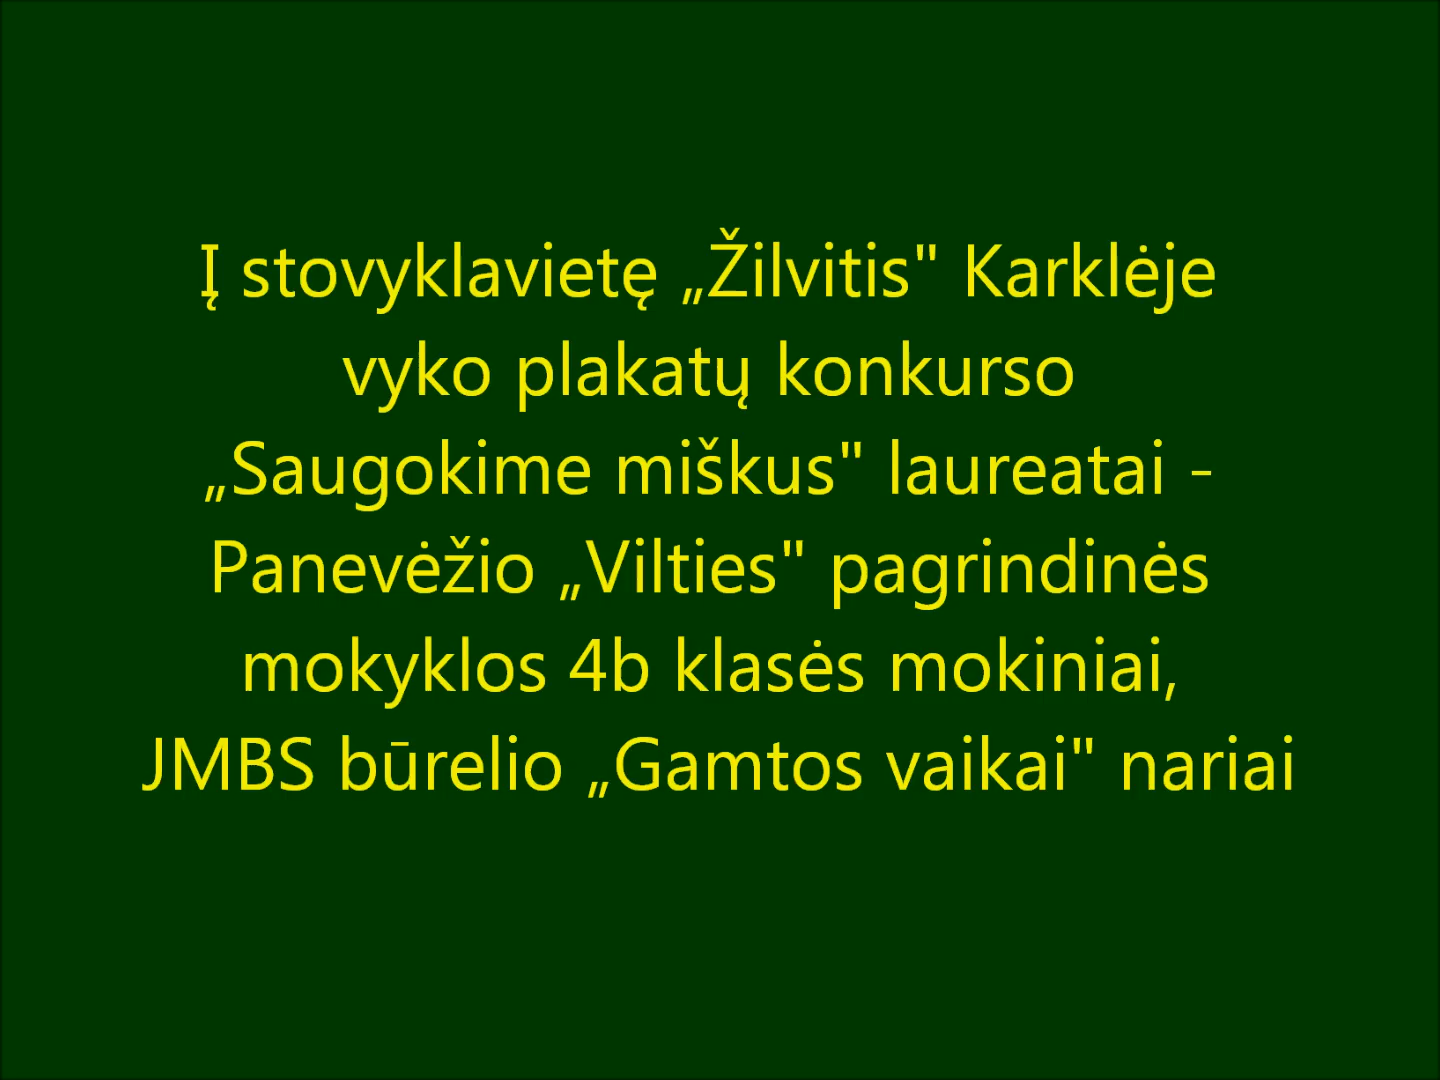 Į stovyklavietę „Žilvitis" Karklėje
vyko plakatų konkurso
„Saugokime miškus" laureatai -
Panevėžio „Vilties" pagrindinės
mokyklos 4b klasės mokiniai,
JMBS būrelio „Gamtos vaikai" nariai